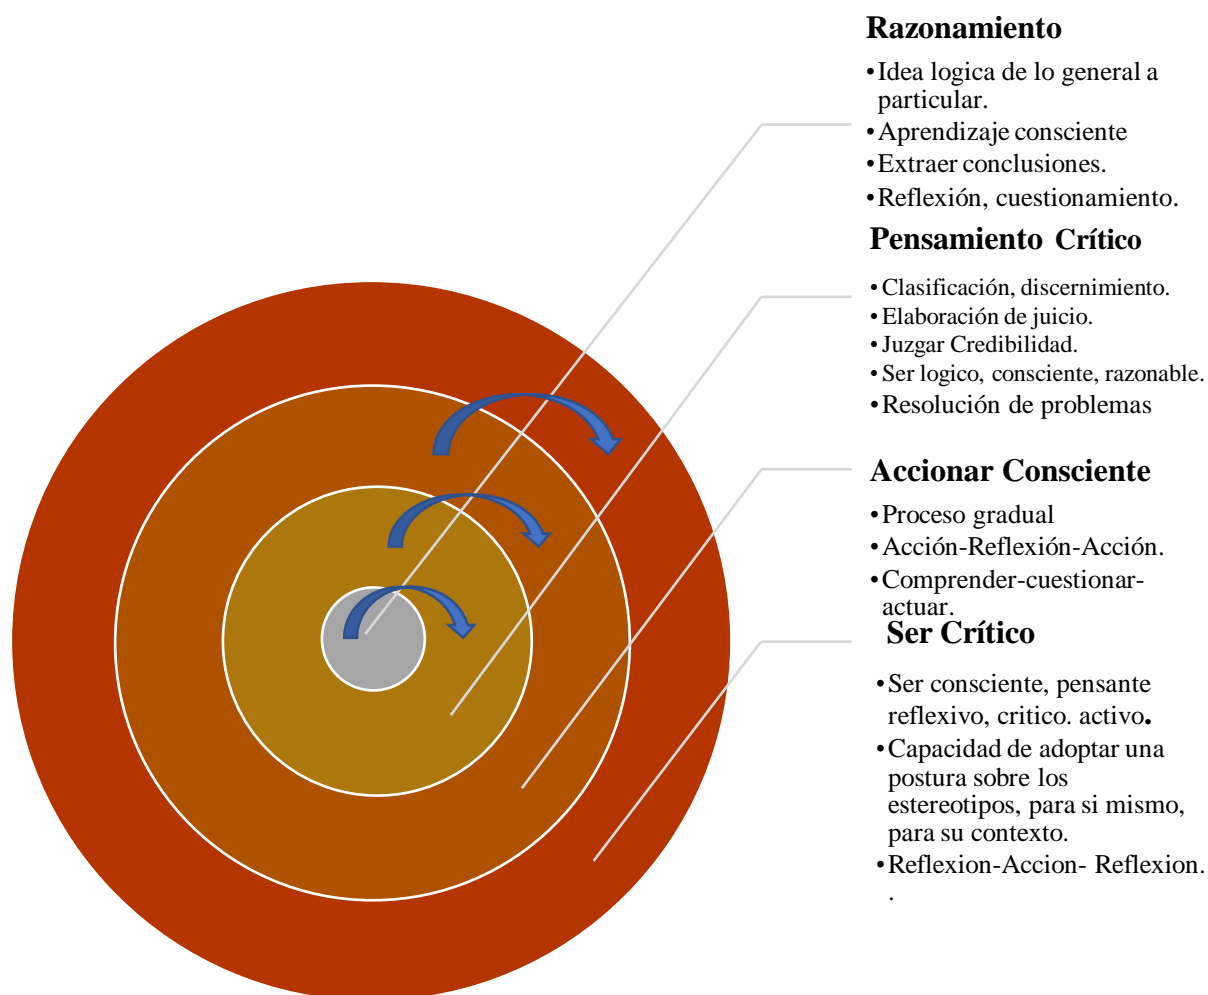 Razonamiento
•Idea logica de lo general a
particular.
•Aprendizaje consciente
•Extraer conclusiones.
•Reflexión, cuestionamiento.
Pensamiento Crítico
•Clasificación, discernimiento.
•Elaboración de juicio.
•Juzgar Credibilidad.
•Ser logico, consciente, razonable.
•Resolución de problemas
Accionar Consciente
•Proceso gradual
•Acción-Reflexión-Acción.
•Comprender-cuestionar-
actuar.
Ser Crítico
•Ser consciente, pensante
reflexivo, critico. activo.
•Capacidad de adoptar una
postura sobre los
estereotipos, para si mismo,
para su contexto.
•Reflexion-Accion- Reflexion.
.